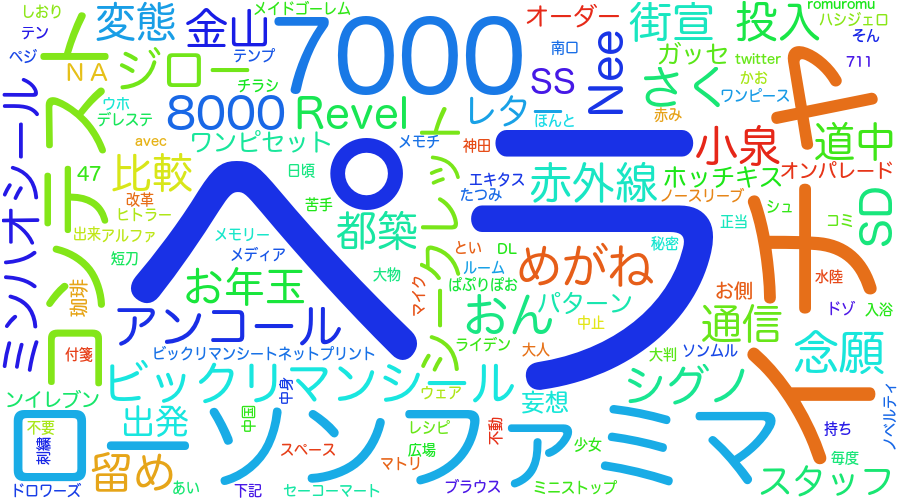 しおり
テン
ペジ
変態
金山
メイドゴーレム
7000
オーダー
街宣
投入
romuromu
ハシジェロ
そん
711
ＮＡ
ジロー
テンプ
チラシ
SS
Nee
ガッセ
さく
twitter
かお
ワンピース
イチヤ
ウホ
デレステ
8000
Revel
レター
ほんと
赤み
コンテスト
avec
ワンピセット
メモチ
神田
小泉
道中
ミンハオシール
47
比較
日頃
ペラ
エキタス
たつみ
赤外線
ホッチキス
オンパレード
ノースリーブ
改革
ヒトラー
苦手
都築
シークレット
正当
シュ
コミ
SD
出来
アルファ
メモリー
メディア
とい
DL
秘密
短刀
大物
ルーム
めがね
水陸
お年玉
マイク
ぱぷりぽお
お側
珈琲
アンコール
おん
パターン
中止
通信
ドゾ
入浴
付箋
ビックリマンシートネットプリント
ライデン
大人
大判
ソンムル
念願
ビックリマンシール
中身
ウェア
妄想
シグノ
ノベルティ
ンイレブン
不要
刺繍
出発
中国
ローソンファミマ
レシピ
広場
不動
少女
持ち
スペース
マトリ
毎度
留め
ドロワーズ
あい
下記
セーコーマート
ブラウス
ミニストップ
スタッフ
南口